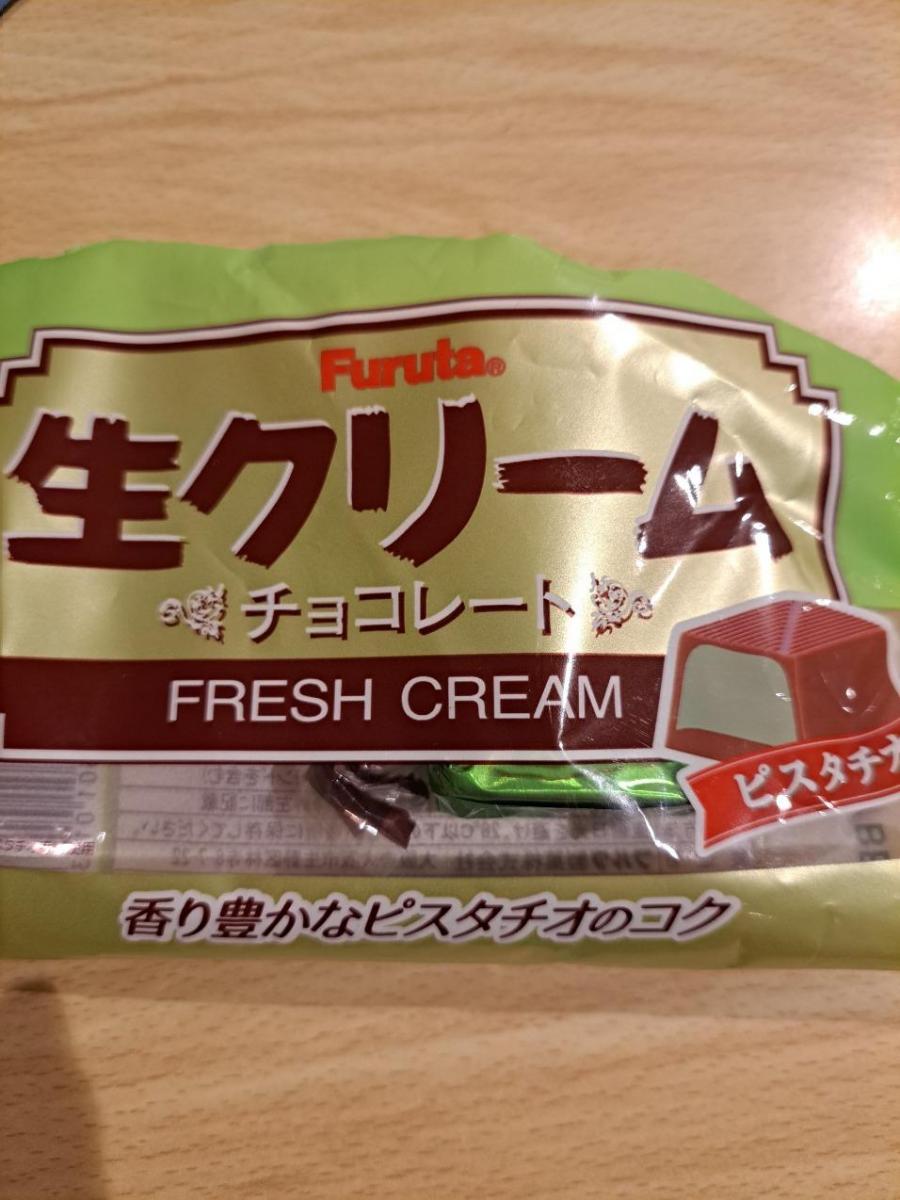 Furuta®
生クリーム
チョコレート
FRESH CREAM
ピスタチオ
香り豊かなピスタチオのコク